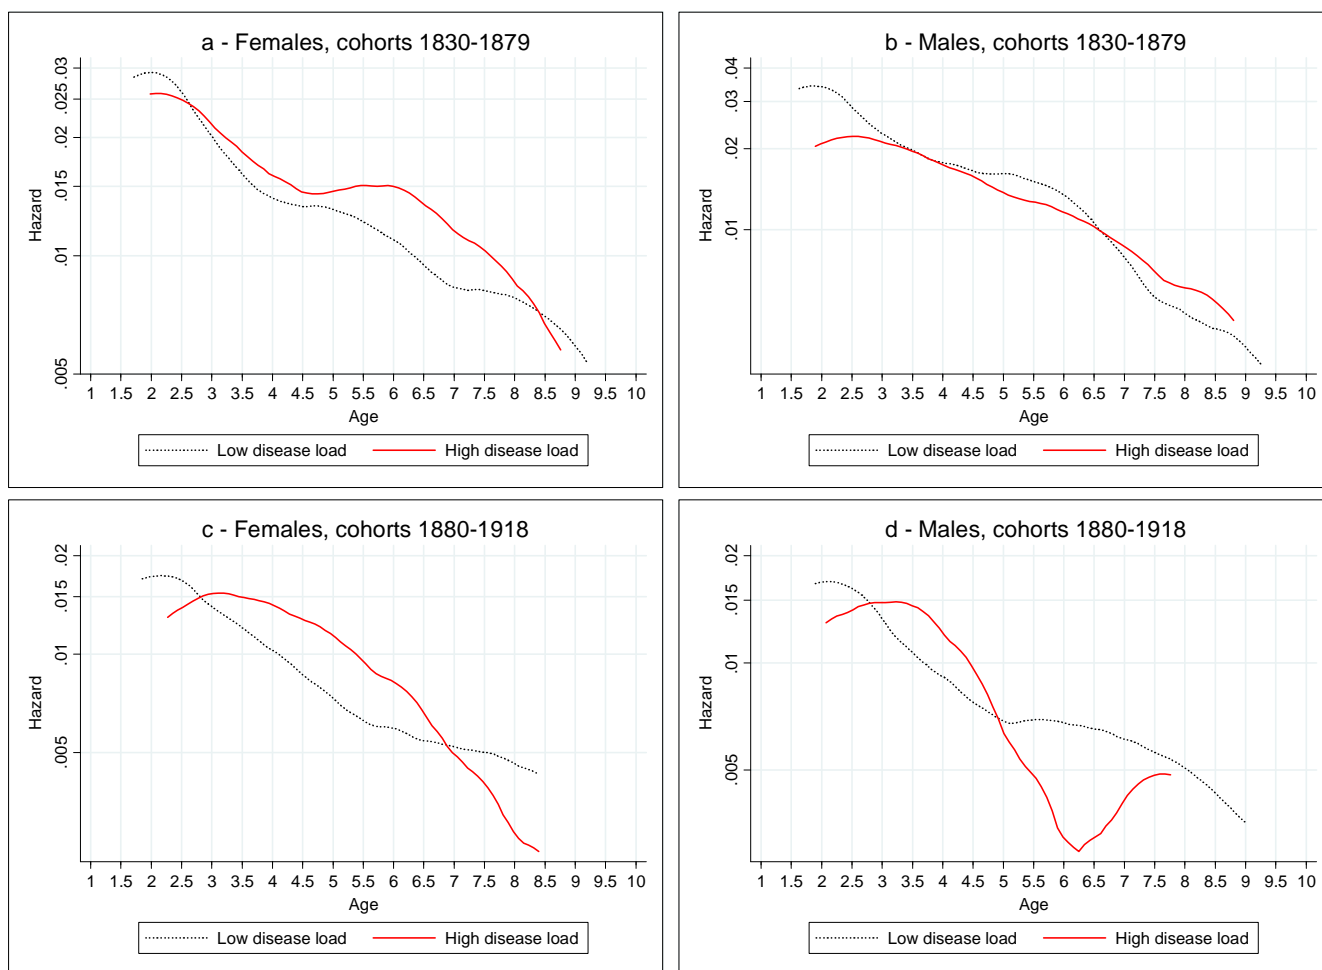 a - Females, cohorts 1830-1879
.03
.025
.02
.015
.01
.005
Hazard
1 1.5 2 2.5 3 3.5 4 4.5 5 5.5 6 6.5 7 7.5 8 8.5 9 9.5 10
Age
Low disease load High disease load
b - Males, cohorts 1830-1879
.04
.03
.02
.01
Hazard
1 1.5 2 2.5 3 3.5 4 4.5 5 5.5 6 6.5 7 7.5 8 8.5 9 9.5 10
Age
Low disease load High disease load
c - Females, cohorts 1880-1918
.02
.015
.01
.005
Hazard
1 1.5 2 2.5 3 3.5 4 4.5 5 5.5 6 6.5 7 7.5 8 8.5 9 9.5 10
Age
Low disease load High disease load
d - Males, cohorts 1880-1918
.02
.015
.01
.005
Hazard
1 1.5 2 2.5 3 3.5 4 4.5 5 5.5 6 6.5 7 7.5 8 8.5 9 9.5 10
Age
Low disease load High disease load